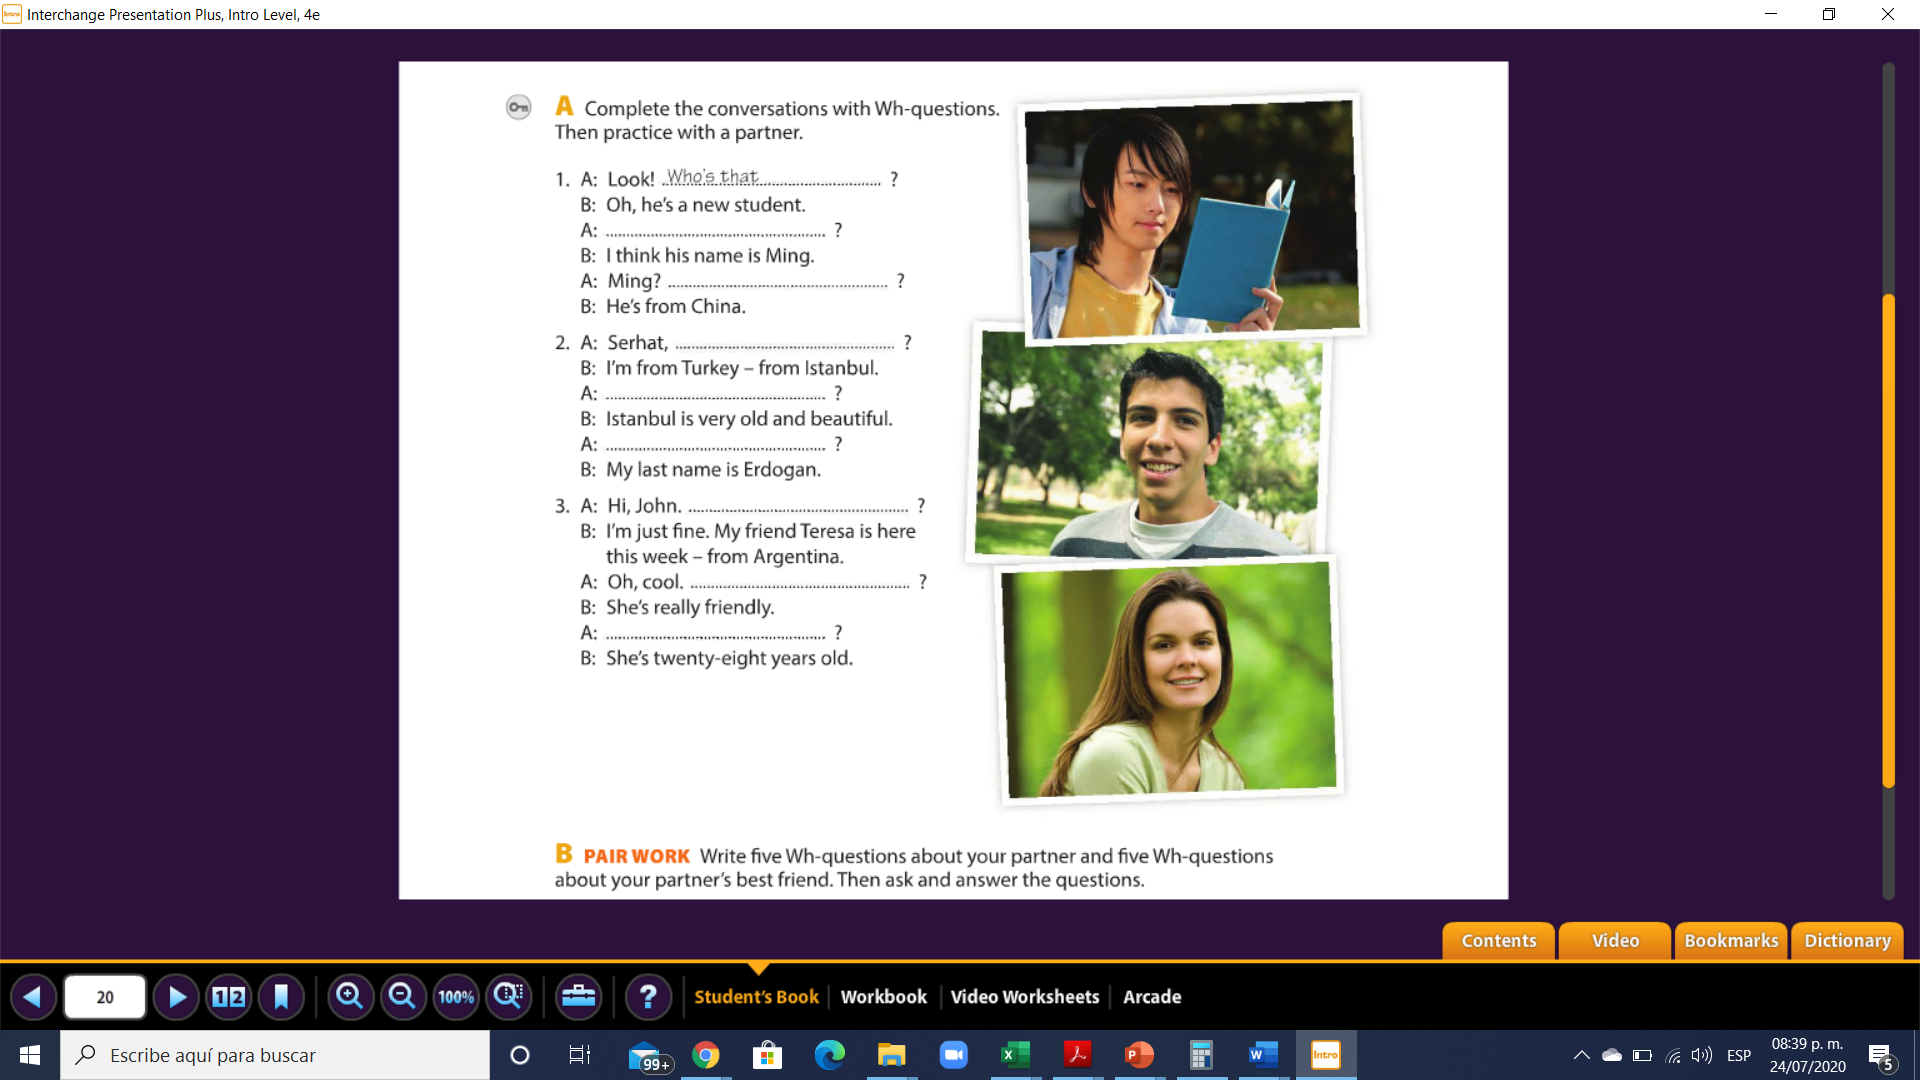 Interchange Presentation Plus, Intro Level, 4e
A Complete the conversations with Wh-questions.
Then practice with a partner.
1. A: Look! Who's that ?
B: Oh, he's a new student.
A: ?
B: I think his name is Ming.
A: Ming? ?
B: He's from China.
2. A: Serhat, ?
B: I'm from Turkey – from Istanbul.
A: ?
B: Istanbul is very old and beautiful.
A: ?
B: My last name is Erdogan.
3. A: Hi, John. ?
B: I'm just fine. My friend Teresa is here
this week – from Argentina.
A: Oh, cool. ?
B: She's really friendly.
A: ?
B: She's twenty-eight years old.
B PAIR WORK Write five Wh-questions about your partner and five Wh-questions
about your partner's best friend. Then ask and answer the questions.
Contents Video Bookmarks Dictionary
20 1 2 100% ? Student's Book Workbook Video Worksheets Arcade
Escribe aquí para buscar
99+
Intro
ESP
08:39 p. m.
24/07/2020
5